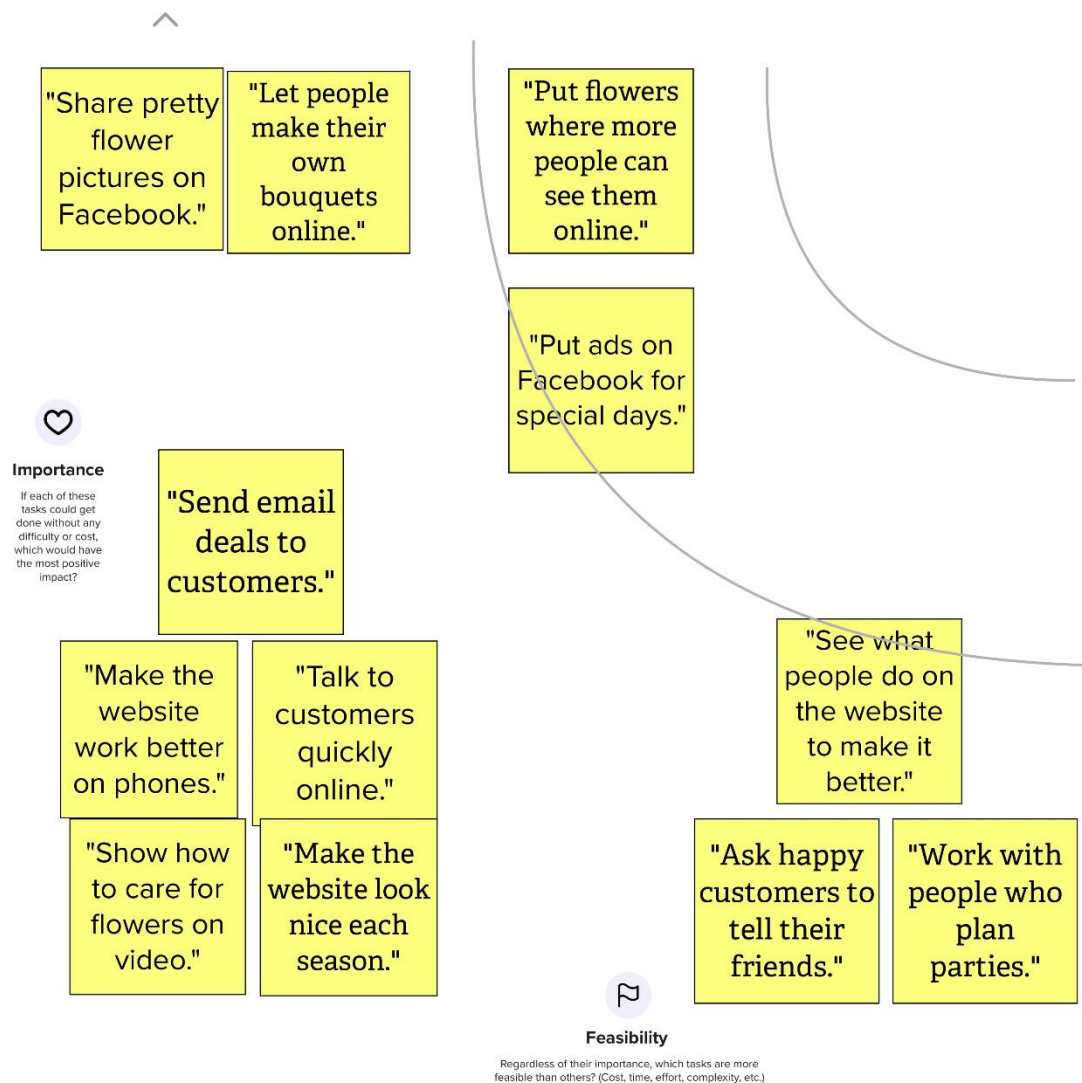 "Share pretty
flower
pictures on
Facebook."
"Let people
make their
own
bouquets
online."
"Put flowers
where more
people can
see them
online."
"Put ads on
Facebook for
special days."
Importance
If each of these
tasks could get
done without any
difficulty or cost,
which would have
the most positive
impact?
"Send email
deals to
customers."
"Make the
website
work better
on phones."
"Talk to
customers
quickly
online."
"See what
people do on
the website
to make it
better."
"Show how
to care for
flowers on
video."
"Make the
website look
nice each
season."
"Ask happy
customers to
tell their
friends."
"Work with
people who
plan
parties."
Feasibility
Regardless of their importance, which tasks are more
feasible than others? (Cost, time, effort, complexity, etc.)